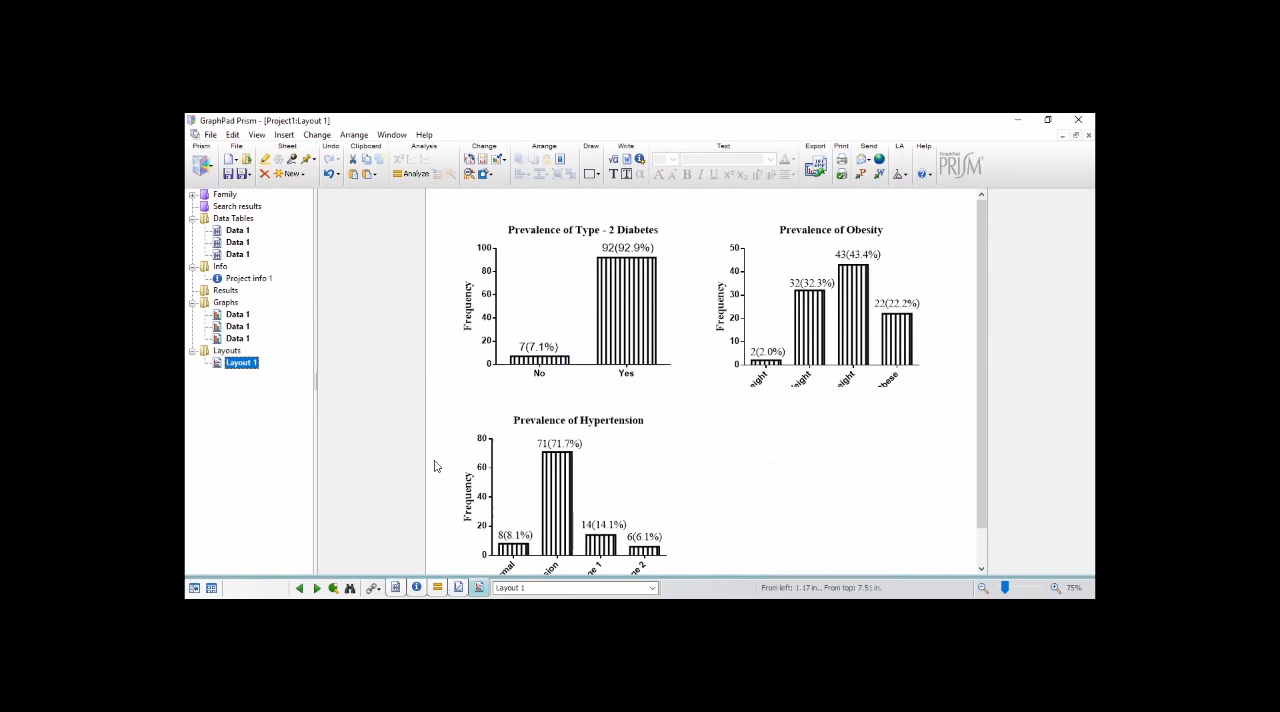 GraphPad Prism - [Project1:Layout 1]
File Edit View Insert Change Arrange Window Help
Prism File Sheet Undo Clipboard Analysis Change Arrange Draw Write Text Export Print Send LA Help
New
Analyze
PRISM
Family
Search results
Data Tables
Data 1
Data 1
Data 1
Info
Project info 1
Results
Graphs
Data 1
Data 1
Data 1
Layouts
Layout 1
Prevalence of Type - 2 Diabetes
Frequency
100
80
60
40
20
0
7(7.1%)
92(92.9%)
No
Yes
Prevalence of Obesity
Frequency
50
40
30
20
10
0
2(2.0%)
32(32.3%)
43(43.4%)
22(22.2%)
Prevalence of Hypertension
Frequency
80
60
40
20
0
8(8.1%)
71(71.7%)
14(14.1%)
6(6.1%)
Layout 1
From left: 1.17 in., From top: 7.51 in.
75%